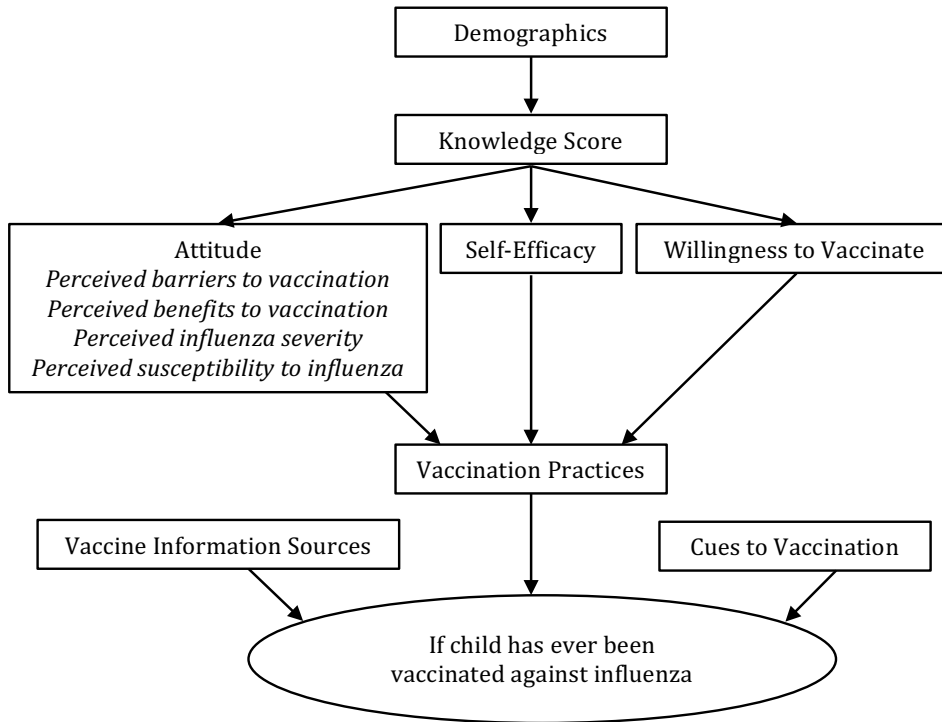 Demographics
Knowledge Score
Attitude
Perceived barriers to vaccination
Perceived benefits to vaccination
Perceived influenza severity
Perceived susceptibility to influenza
Self-Efficacy
Willingness to Vaccinate
Vaccination Practices
Vaccine Information Sources
Cues to Vaccination
If child has ever been
vaccinated against influenza